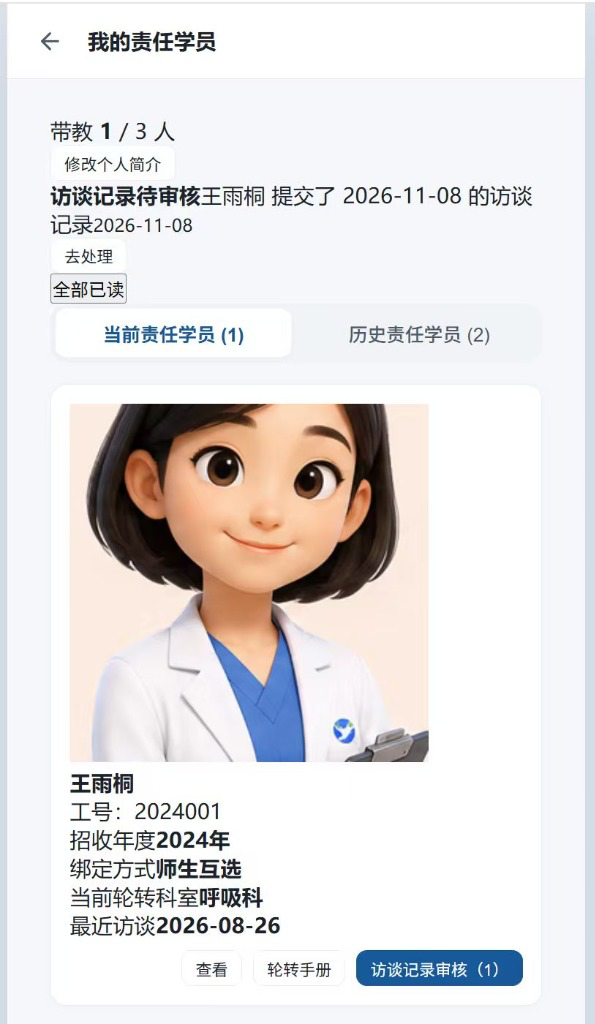 我的责任学员
带教 1 / 3 人
修改个人简介
访谈记录待审核王雨桐 提交了 2026-11-08 的访谈
记录2026-11-08
去处理
全部已读
当前责任学员 (1) 历史责任学员 (2)
王雨桐
工号：2024001
招收年度2024年
绑定方式师生互选
当前轮转科室呼吸科
最近访谈2026-08-26
查看 轮转手册 访谈记录审核（1）